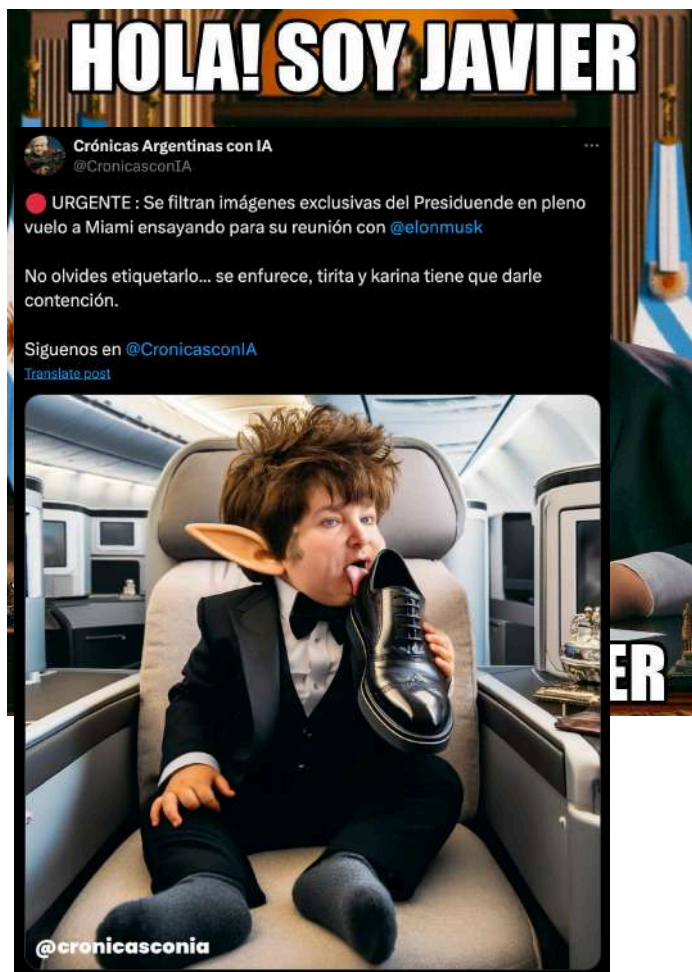 HOLA! SOY JAVIER
Crónicas Argentinas con IA
@CronicasconIA
URGENTE : Se filtran imágenes exclusivas del Presiduende en pleno
vuelo a Miami ensayando para su reunión con @elonmusk
No olvides etiquetarlo... se enfurece, tirita y karina tiene que darle
contención.
Siguenos en @CronicasconIA
Translate post
@cronicasconia
ER